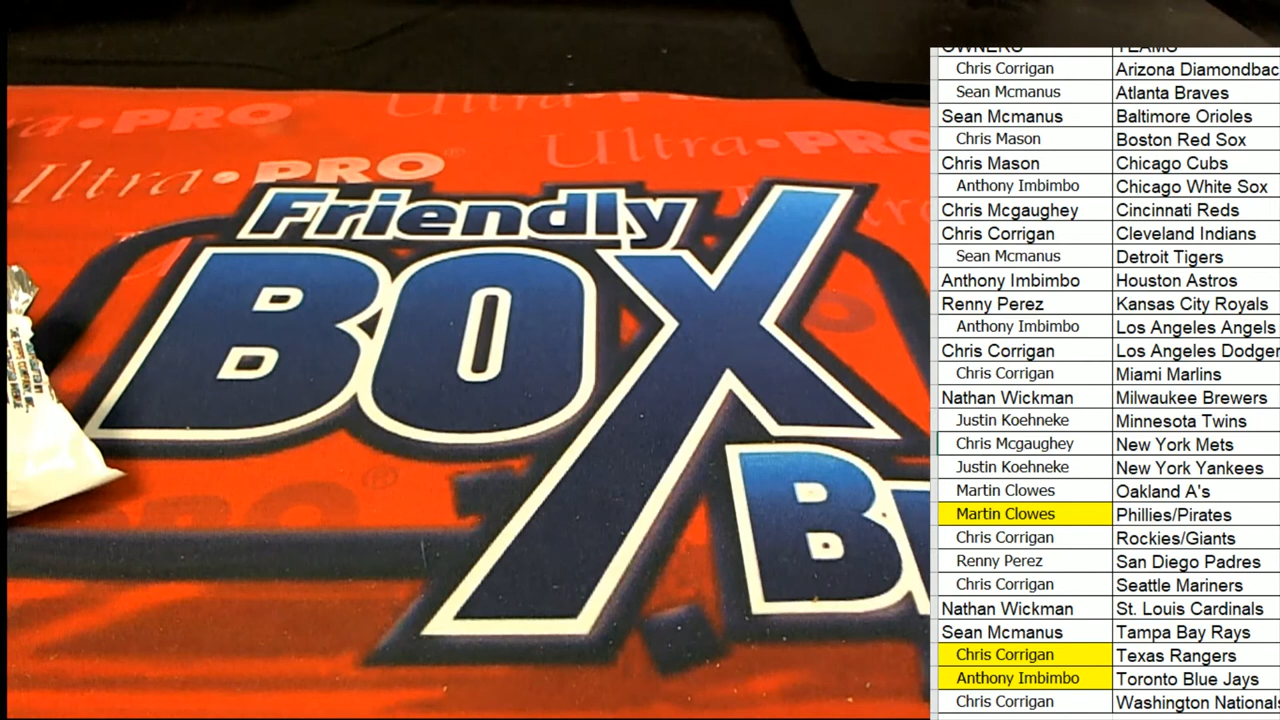 Ultra•PRO
Ultra•PRO®
Ultra•PRO
Friendly
BOX
OWNERS TEAMS
Chris Corrigan Arizona Diamondbac
Sean Mcmanus Atlanta Braves
Sean Mcmanus Baltimore Orioles
Chris Mason Boston Red Sox
Chris Mason Chicago Cubs
Anthony Imbimbo Chicago White Sox
Chris Mcgaughey Cincinnati Reds
Chris Corrigan Cleveland Indians
Sean Mcmanus Detroit Tigers
Anthony Imbimbo Houston Astros
Renny Perez Kansas City Royals
Anthony Imbimbo Los Angeles Angels
Chris Corrigan Los Angeles Dodger
Chris Corrigan Miami Marlins
Nathan Wickman Milwaukee Brewers
Justin Koehneke Minnesota Twins
Chris Mcgaughey New York Mets
Justin Koehneke New York Yankees
Martin Clowes Oakland A's
Martin Clowes Phillies/Pirates
Chris Corrigan Rockies/Giants
Renny Perez San Diego Padres
Chris Corrigan Seattle Mariners
Nathan Wickman St. Louis Cardinals
Sean Mcmanus Tampa Bay Rays
Chris Corrigan Texas Rangers
Anthony Imbimbo Toronto Blue Jays
Chris Corrigan Washington National